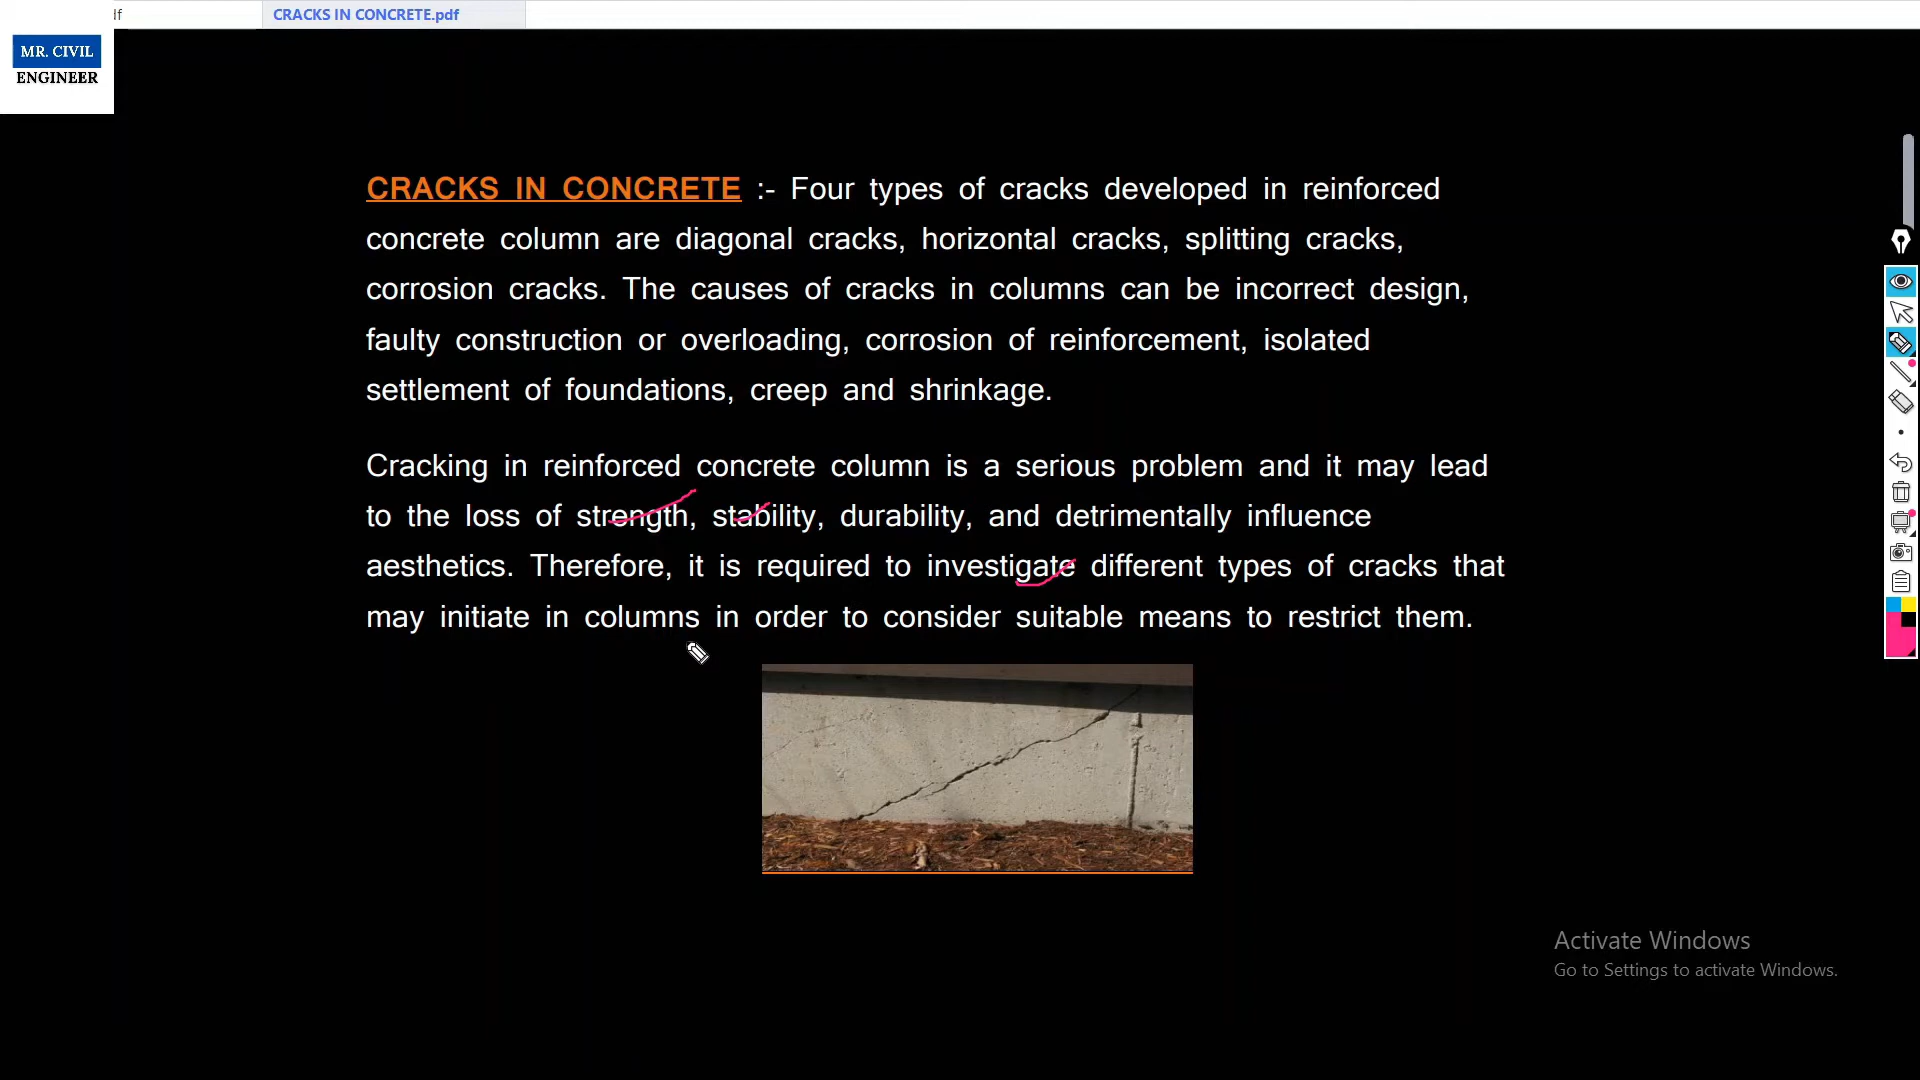 lf
CRACKS IN CONCRETE.pdf
MR. CIVIL
ENGINEER
CRACKS IN CONCRETE :- Four types of cracks developed in reinforced
concrete column are diagonal cracks, horizontal cracks, splitting cracks,
corrosion cracks. The causes of cracks in columns can be incorrect design,
faulty construction or overloading, corrosion of reinforcement, isolated
settlement of foundations, creep and shrinkage.
Cracking in reinforced concrete column is a serious problem and it may lead
to the loss of strength, stability, durability, and detrimentally influence
aesthetics. Therefore, it is required to investigate different types of cracks that
may initiate in columns in order to consider suitable means to restrict them.
Activate Windows
Go to Settings to activate Windows.